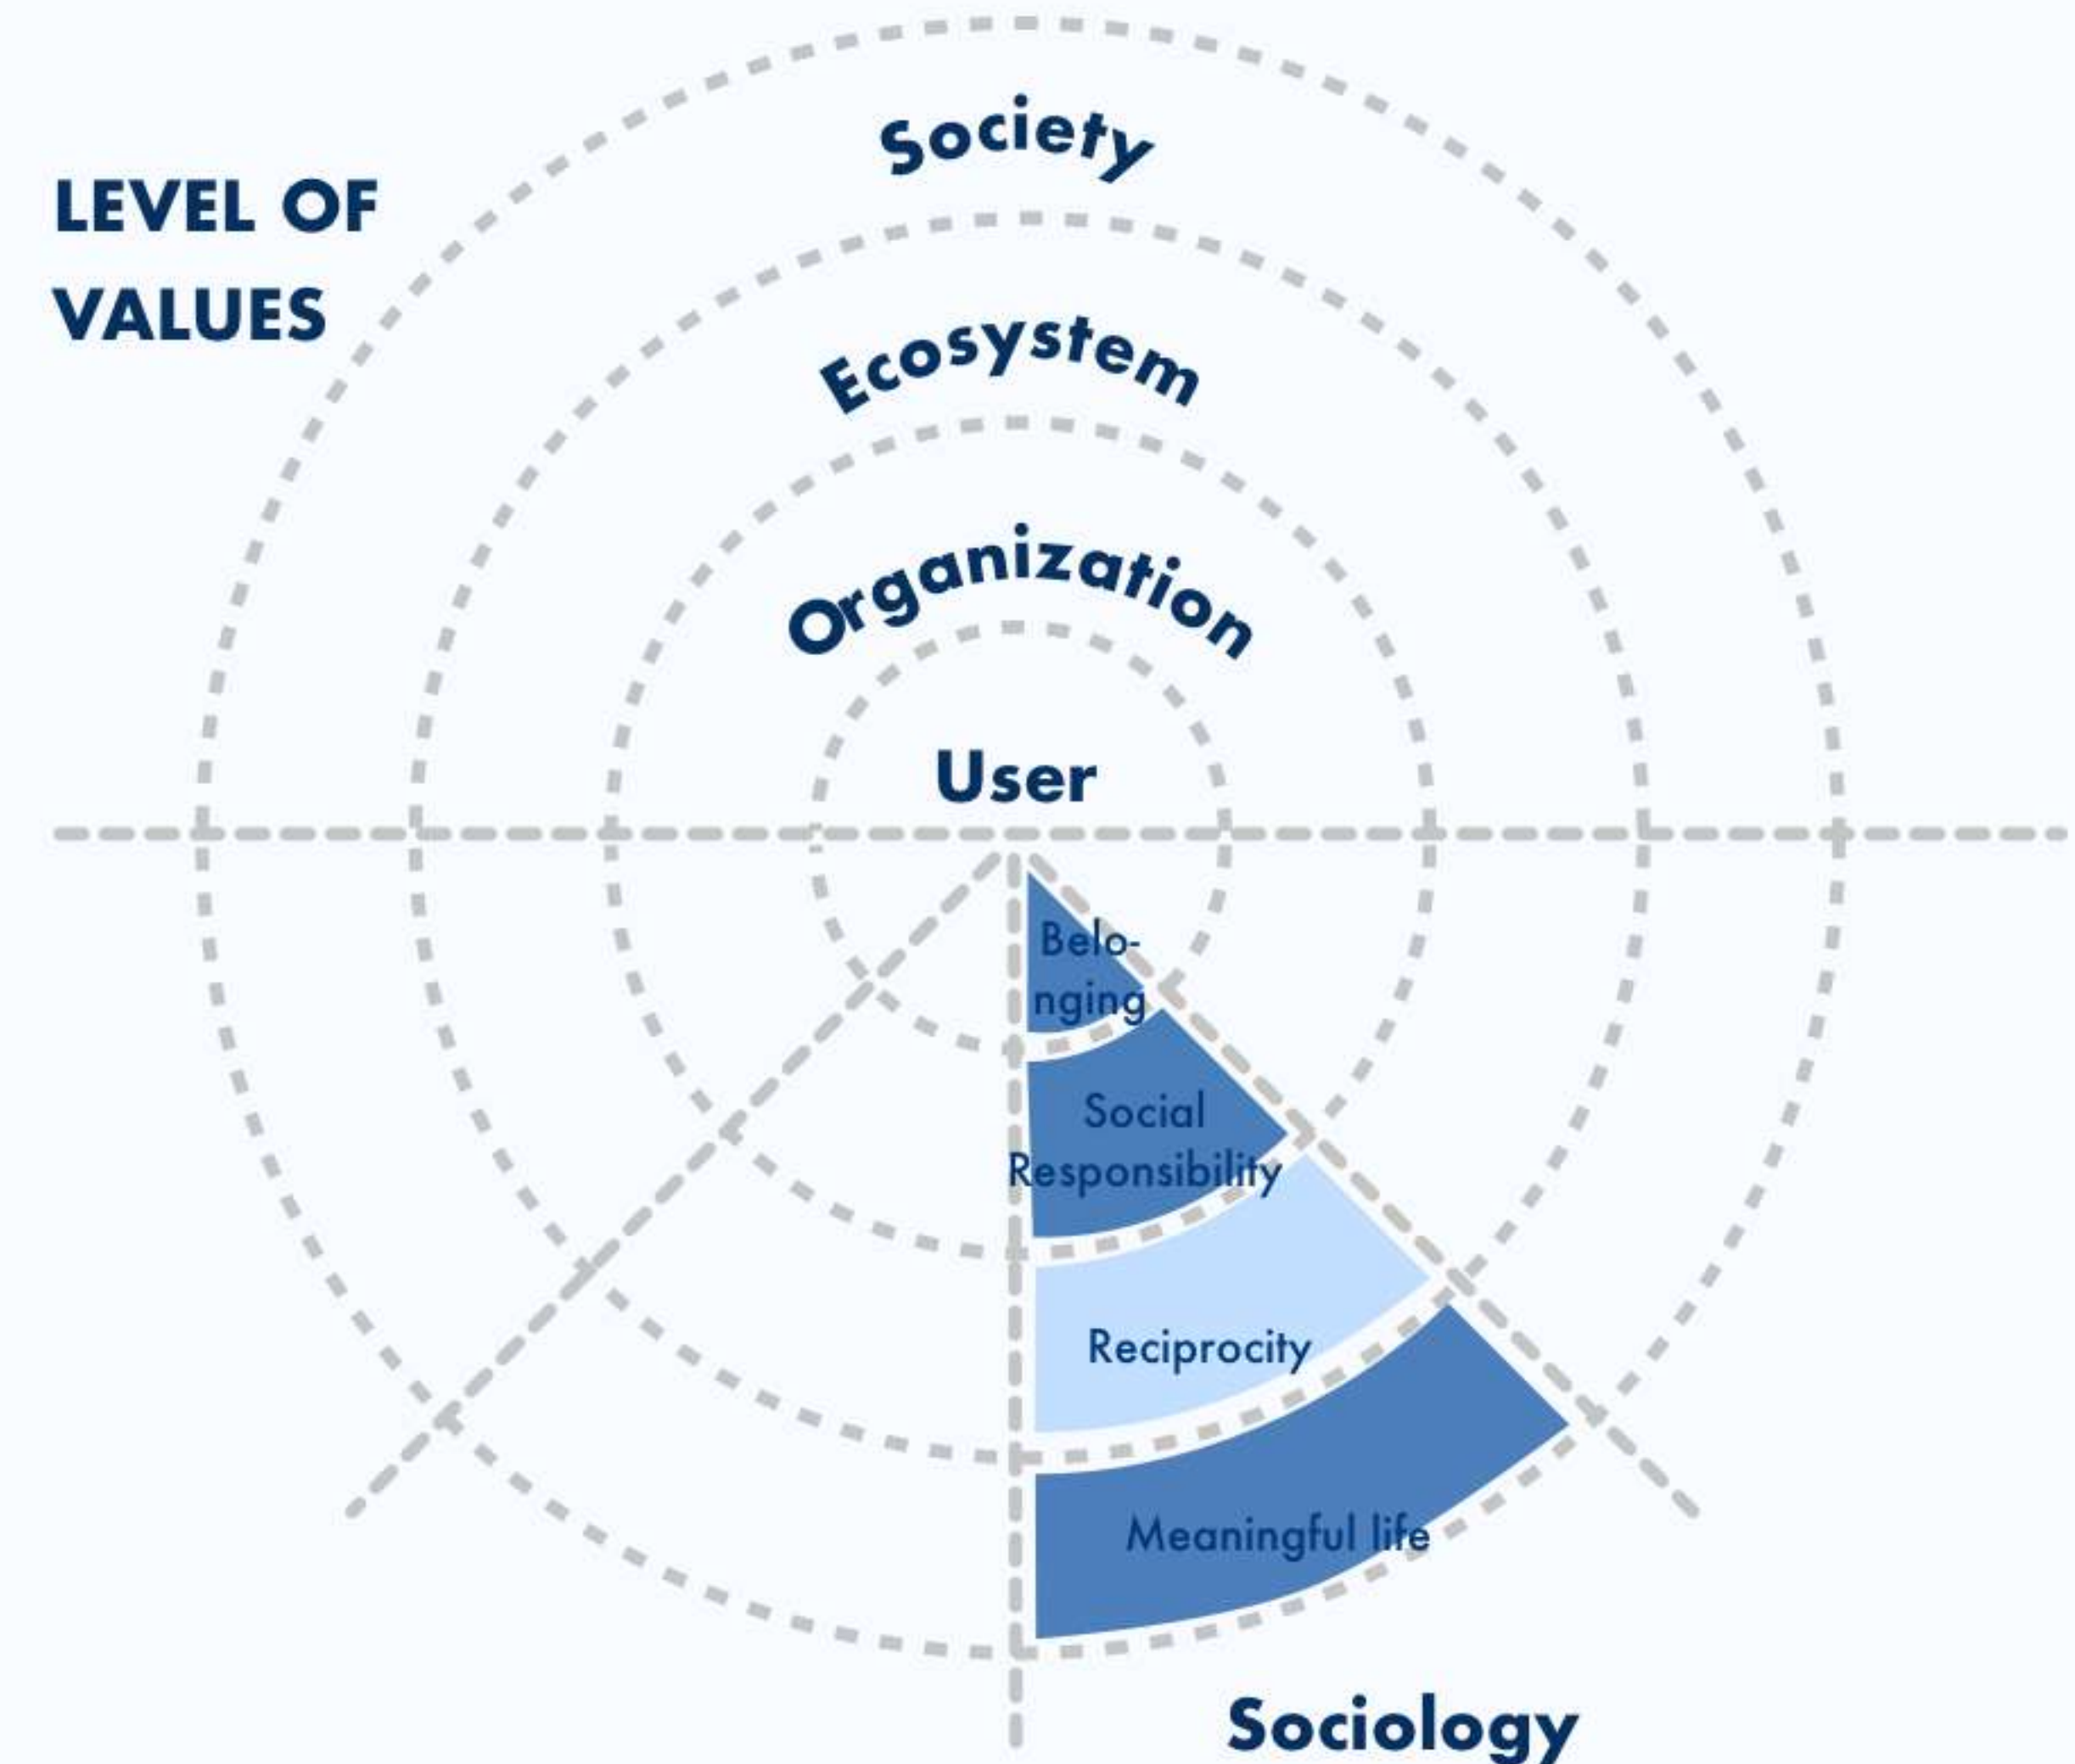 Society
LEVEL OF
VALUES
Ecosystem
Organization
User
Belo-
nging
Social
Responsibility
Reciprocity
Meaningful life
Sociology